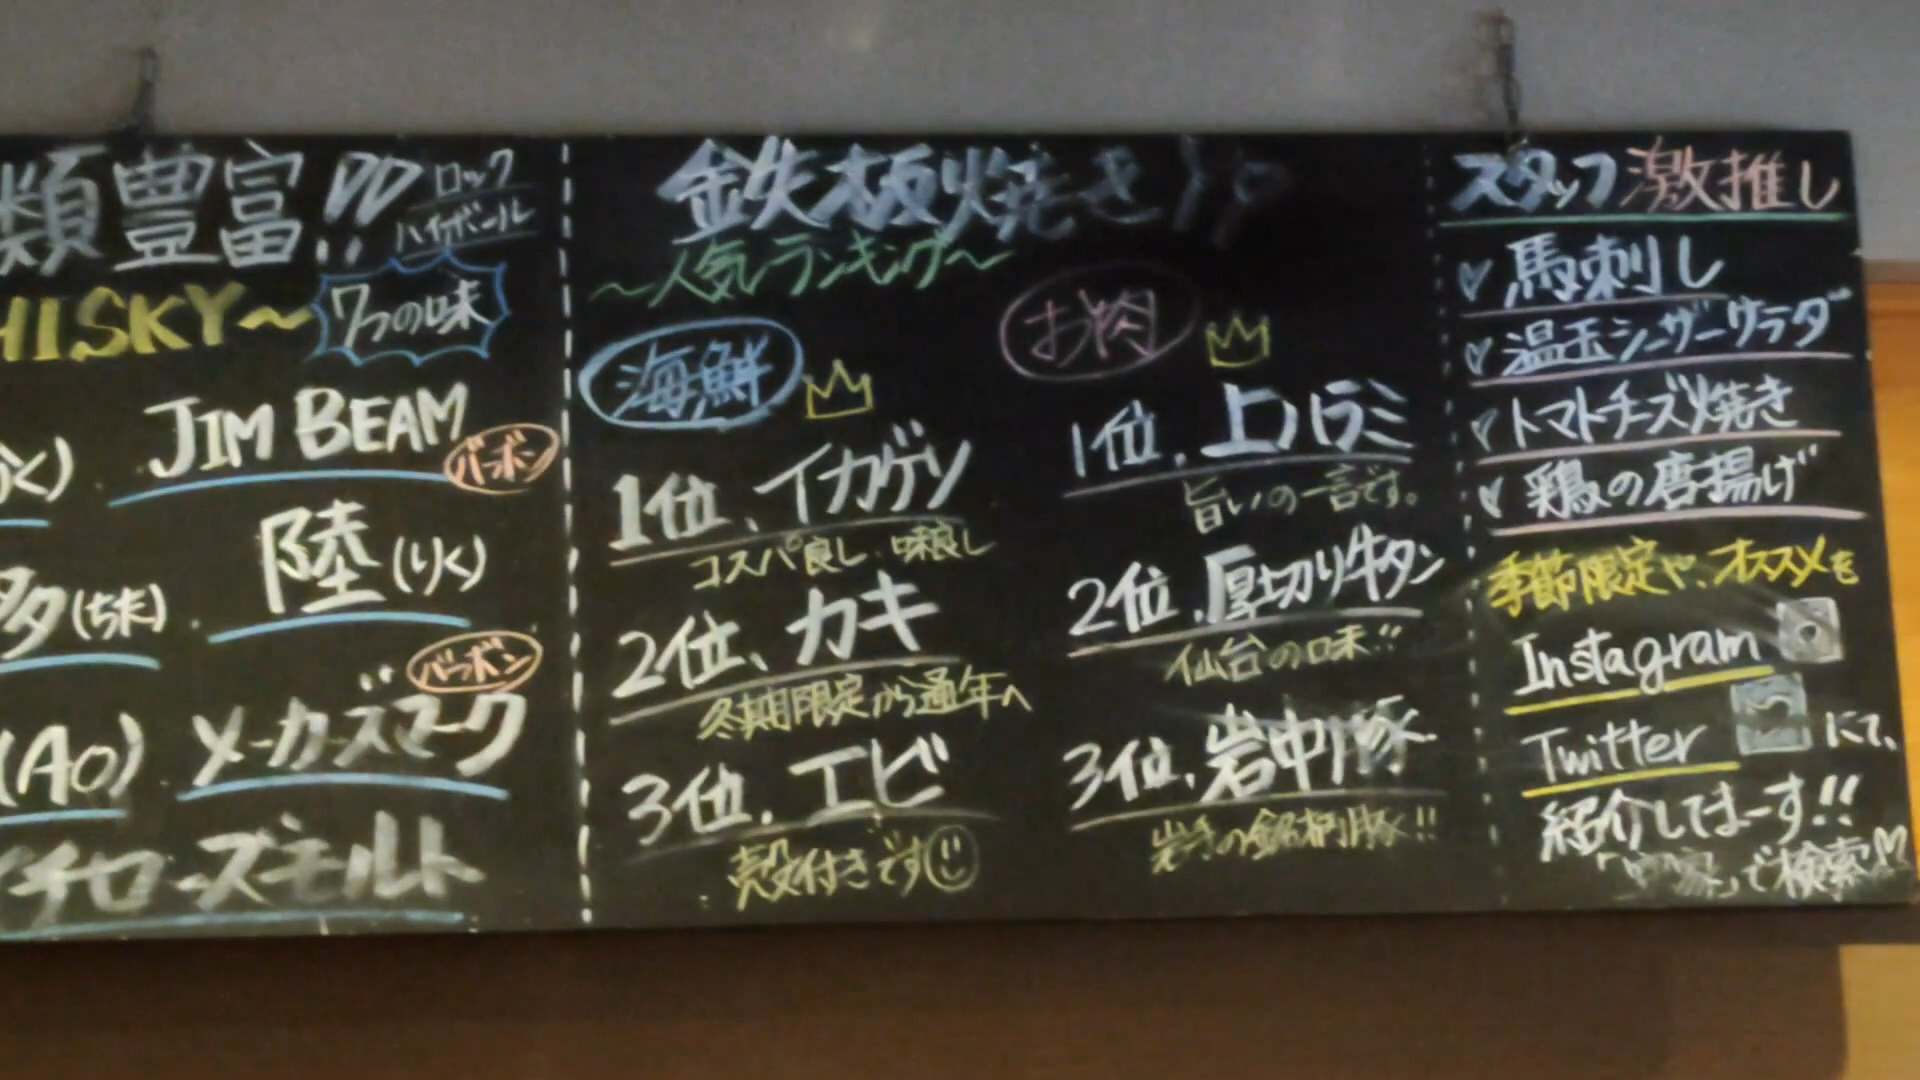 類豊富!!
ロック
ハイボール
HISKY〜
7つの味
JIM BEAM
バーボン
陸(りく)
多(ちた)
バーボン
(AO)
メーカーズマーク
イチローズモルト
鉄板焼き!!
〜人気ランキング〜
海鮮
1位、イカゲソ
コスパ良し、味良し
2位、カキ
冬期限定から通年へ
3位、エビ
殻付きです
お肉
1位、上ハラミ
旨いの一言です。
2位、厚切り牛タン
仙台の味!!
3位、岩中豚
岩手の銘柄豚!!
スタッフ激推し
馬刺し
温玉シーザーサラダ
トマトチーズ焼き
鶏の唐揚げ
季節限定や、オススメを
Instagram
Twitter にて、
紹介してまーす!!
」で検索